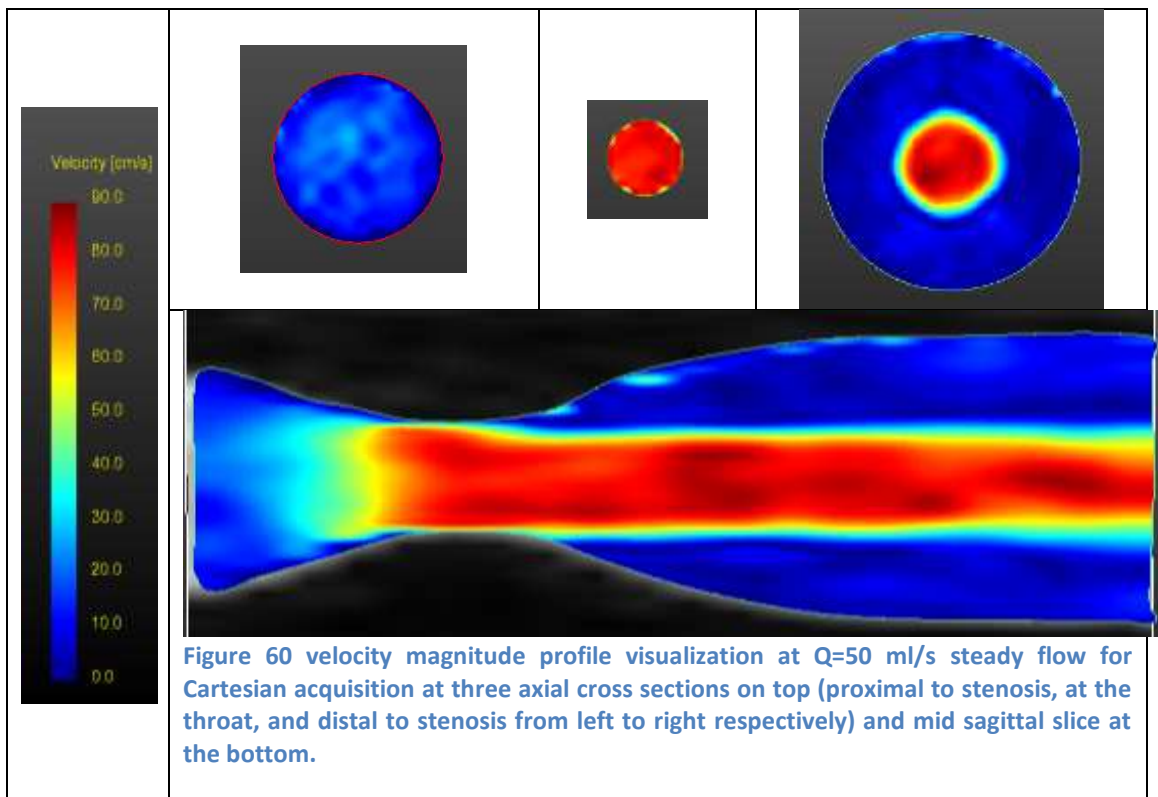 Velocity [cm/s]
90.0
80.0
70.0
60.0
50.0
40.0
30.0
20.0
10.0
0.0
Figure 60 velocity magnitude profile visualization at Q=50 ml/s steady flow for
Cartesian acquisition at three axial cross sections on top (proximal to stenosis, at the
throat, and distal to stenosis from left to right respectively) and mid sagittal slice at
the bottom.